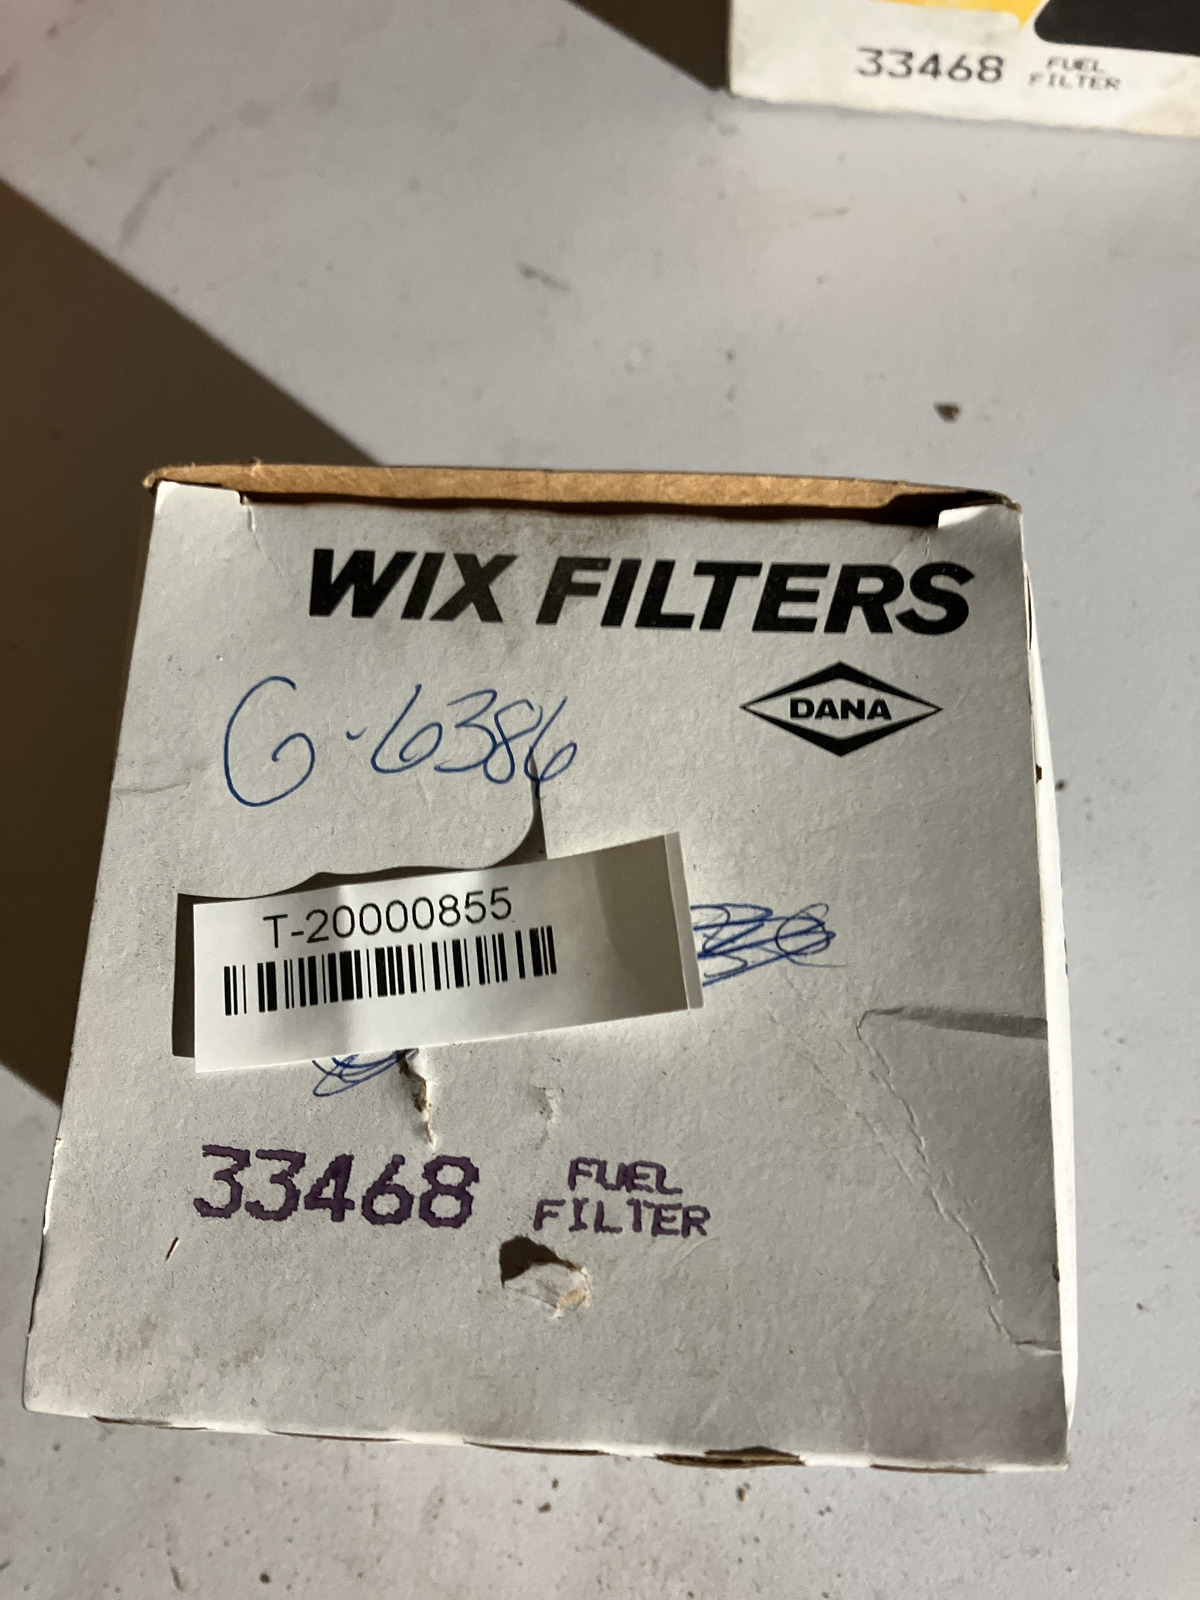 33468 FUEL
FILTER
WIX FILTERS
DANA
G-6386
T-20000855
33468 FUEL
FILTER